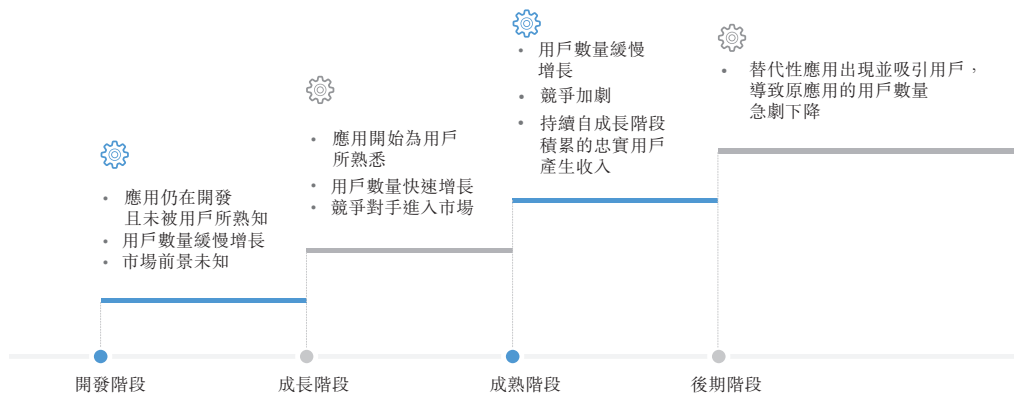 • 應用仍在開發
且未被用戶所熟知
• 用戶數量緩慢增長
• 市場前景未知
• 應用開始為用戶
所熟悉
• 用戶數量快速增長
• 競爭對手進入市場
• 用戶數量緩慢
增長
• 競爭加劇
• 持續自成長階段
積累的忠實用戶
產生收入
• 替代性應用出現並吸引用戶，
導致原應用的用戶數量
急劇下降
開發階段
成長階段
成熟階段
後期階段